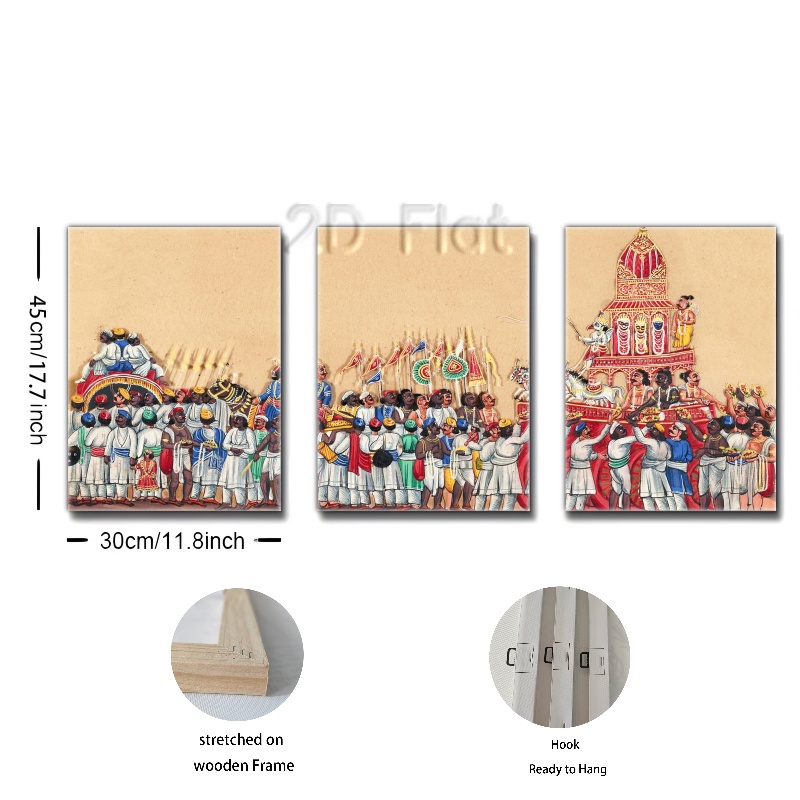 2D Flat
45cm/17.7inch
30cm/11.8inch
stretched on
wooden Frame
Hook
Ready to Hang